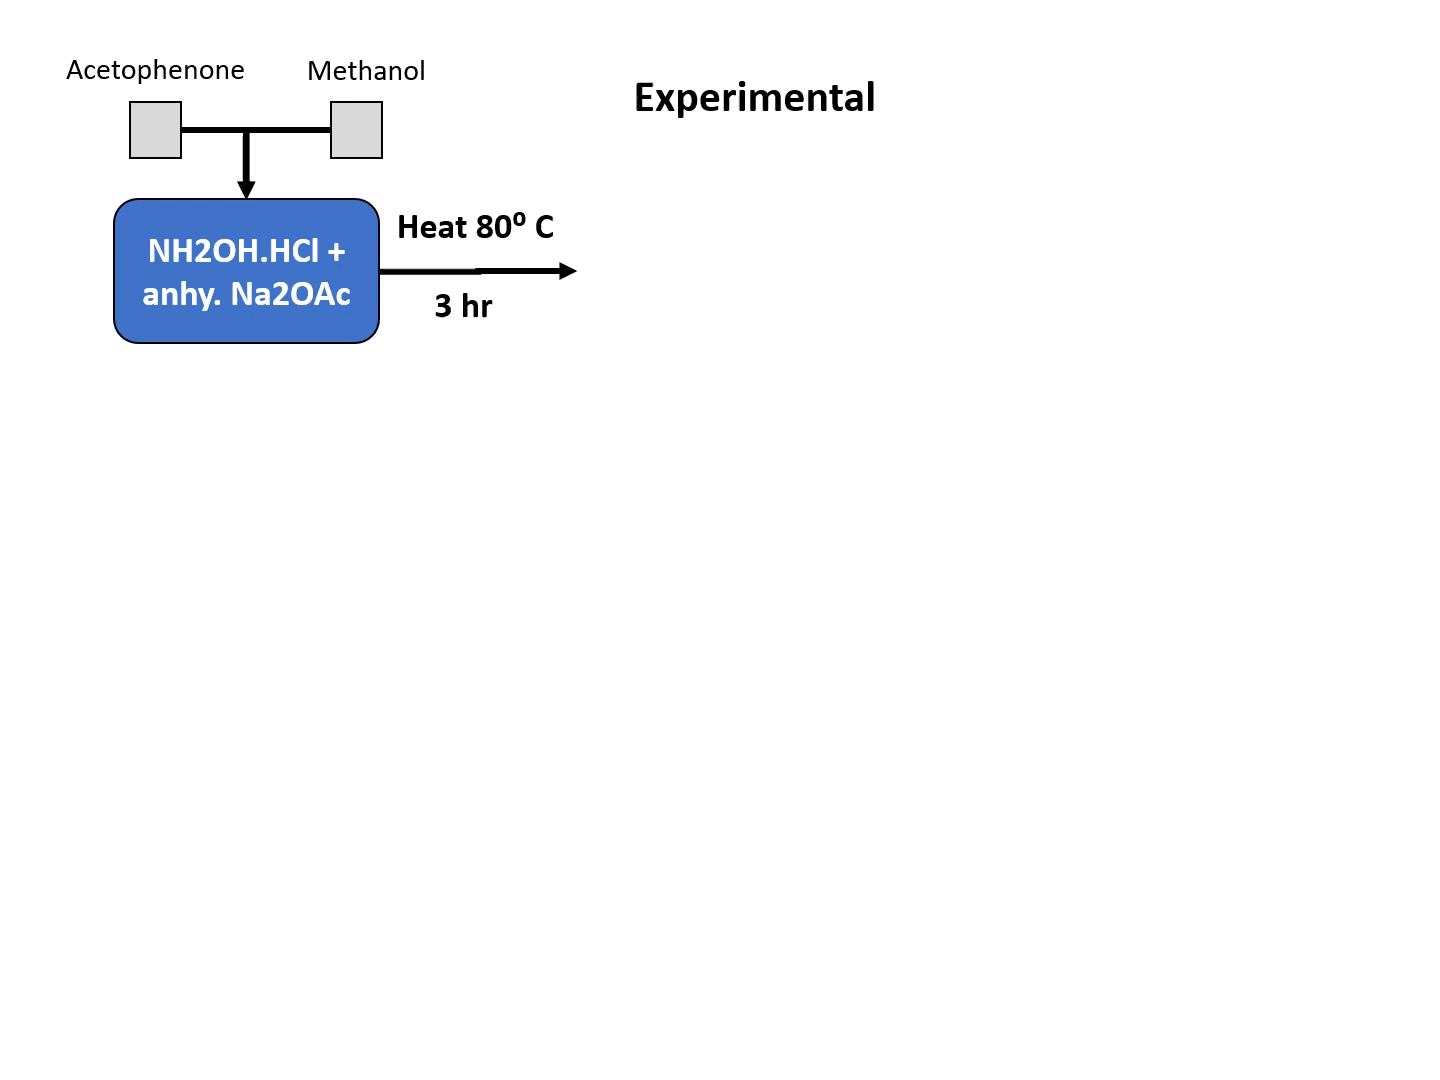 Acetophenone
Methanol
Experimental
NH2OH.HCl +
anhy. Na2OAc
Heat 80⁰ C
3 hr